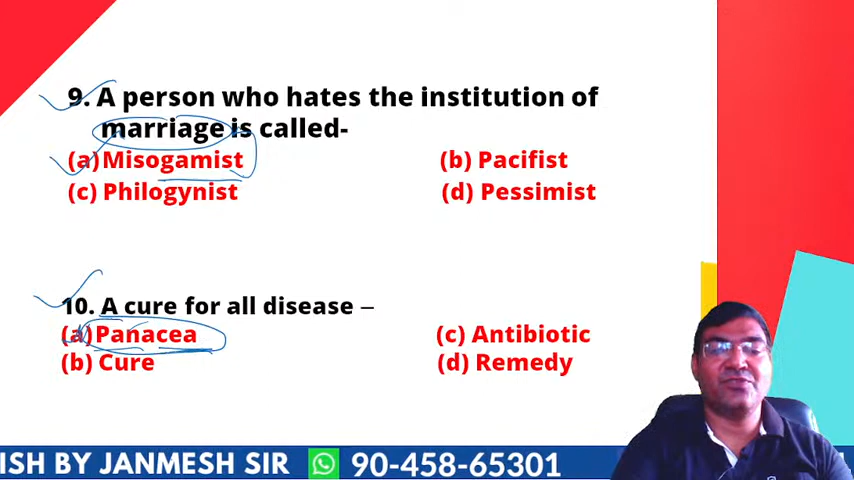 9. A person who hates the institution of
marriage is called-
(a) Misogamist (b) Pacifist
(c) Philogynist (d) Pessimist
10. A cure for all disease –
(a) Panacea (c) Antibiotic
(b) Cure (d) Remedy
ISH BY JANMESH SIR 90-458-65301